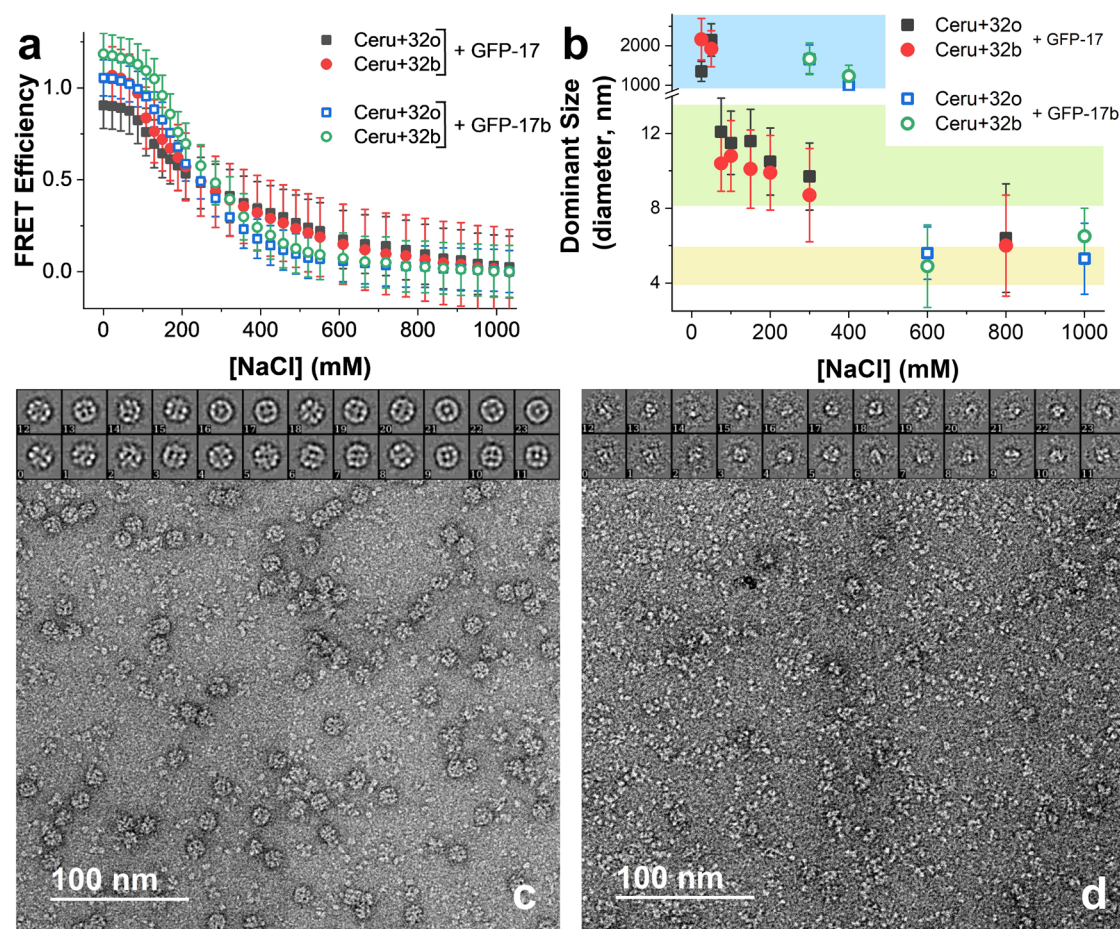 a
FRET Efficiency
1.0
0.5
0.0
0
200
400
600
800
1000
[NaCl] (mM)
Ceru+32o
Ceru+32b
+ GFP-17
Ceru+32o
Ceru+32b
+ GFP-17b
b
Dominant Size
(diameter, nm)
2000
1000
12
8
4
0
200
400
600
800
1000
[NaCl] (mM)
Ceru+32o
Ceru+32b
+ GFP-17
Ceru+32o
Ceru+32b
+ GFP-17b
12 13 14 15 16 17 18 19 20 21 22 23
0 1 2 3 4 5 6 7 8 9 10 11
100 nm
c
12 13 14 15 16 17 18 19 20 21 22 23
0 1 2 3 4 5 6 7 8 9 10 11
100 nm
d